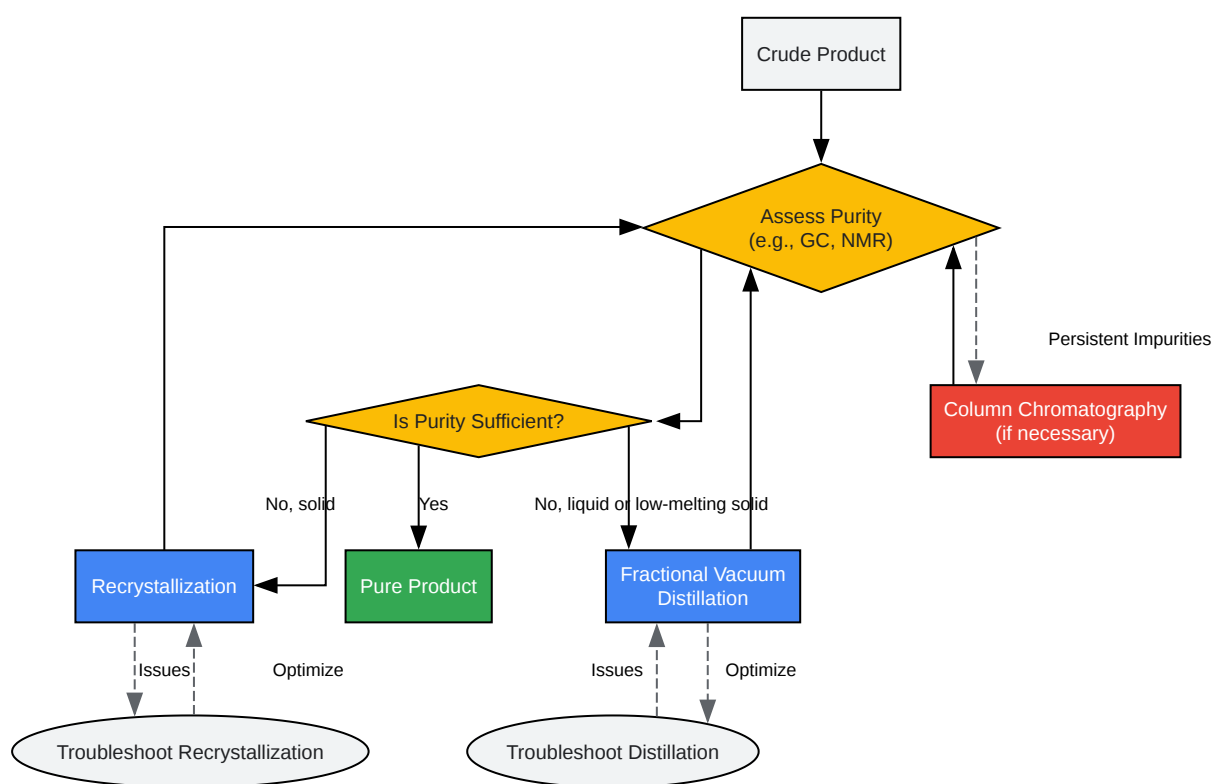 Crude Product
Assess Purity
(e.g., GC, NMR)
Persistent Impurities
Column Chromatography
(if necessary)
Is Purity Sufficient?
No, solid
Yes
No, liquid or low-melting solid
Recrystallization
Pure Product
Fractional Vacuum
Distillation
Issues
Optimize
Issues
Optimize
Troubleshoot Recrystallization
Troubleshoot Distillation